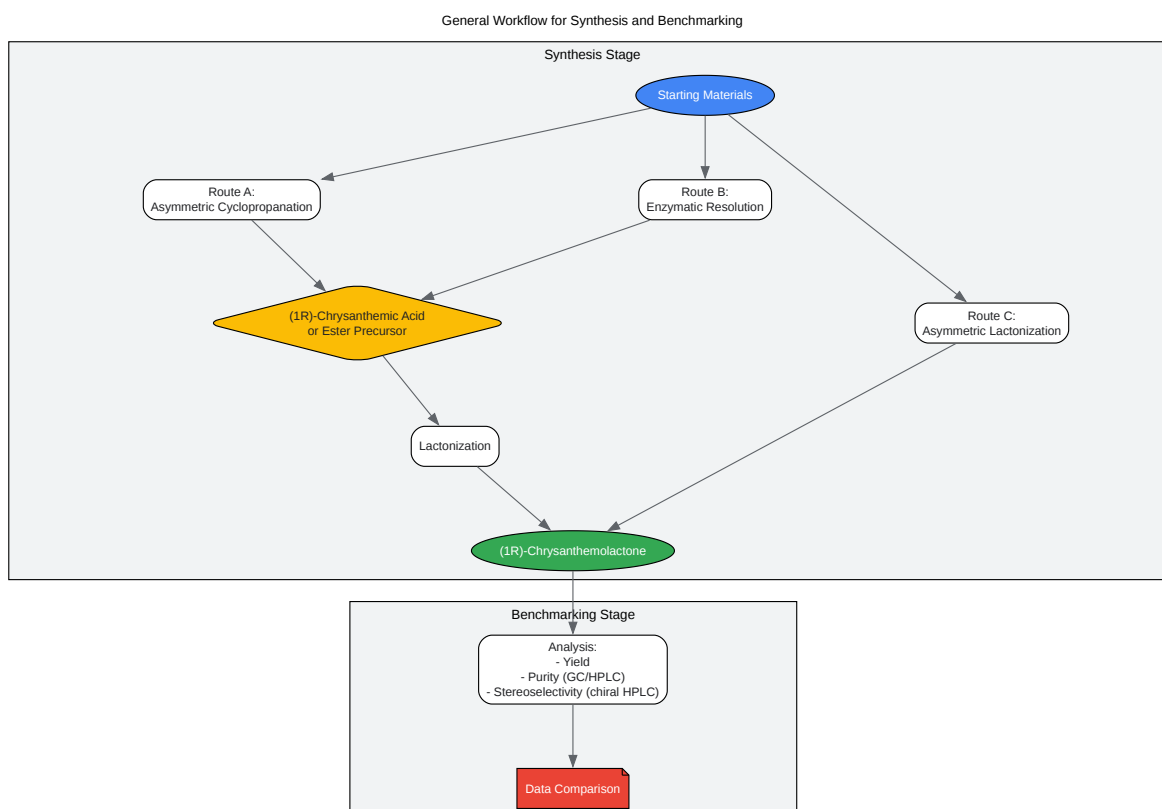 General Workflow for Synthesis and Benchmarking
Synthesis Stage
Starting Materials
Route A:
Asymmetric Cyclopropanation
Route B:
Enzymatic Resolution
(1R)-Chrysanthemic Acid
or Ester Precursor
Route C:
Asymmetric Lactonization
Lactonization
(1R)-Chrysanthemolactone
Benchmarking Stage
Analysis:
- Yield
- Purity (GC/HPLC)
- Stereoselectivity (chiral HPLC)
Data Comparison